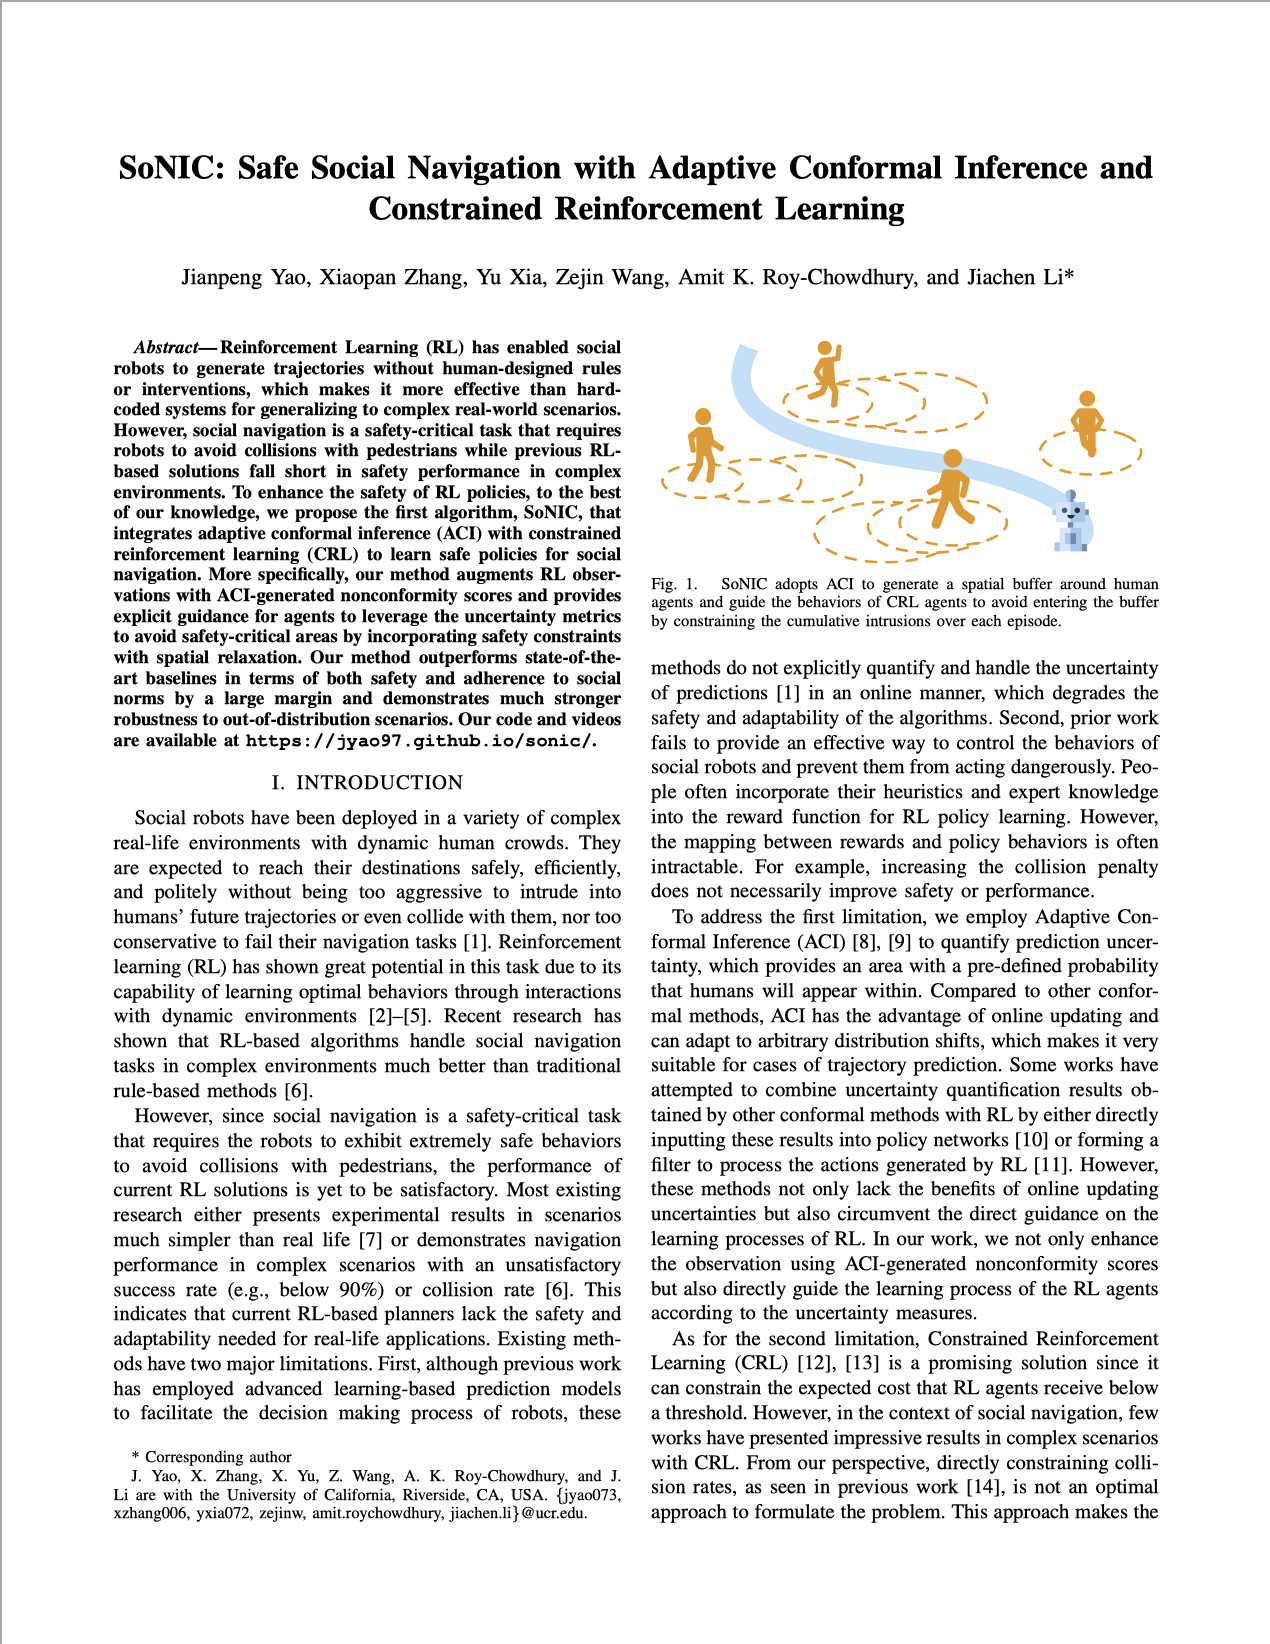 SoNIC: Safe Social Navigation with Adaptive Conformal Inference and
Constrained Reinforcement Learning
Jianpeng Yao, Xiaopan Zhang, Yu Xia, Zejin Wang, Amit K. Roy-Chowdhury, and Jiachen Li*
Abstract— Reinforcement Learning (RL) has enabled social
robots to generate trajectories without human-designed rules
or interventions, which makes it more effective than hard-
coded systems for generalizing to complex real-world scenarios.
However, social navigation is a safety-critical task that requires
robots to avoid collisions with pedestrians while previous RL-
based solutions fall short in safety performance in complex
environments. To enhance the safety of RL policies, to the best
of our knowledge, we propose the first algorithm, SoNIC, that
integrates adaptive conformal inference (ACI) with constrained
reinforcement learning (CRL) to learn safe policies for social
navigation. More specifically, our method augments RL obser-
vations with ACI-generated nonconformity scores and provides
explicit guidance for agents to leverage the uncertainty metrics
to avoid safety-critical areas by incorporating safety constraints
with spatial relaxation. Our method outperforms state-of-the-
art baselines in terms of both safety and adherence to social
norms by a large margin and demonstrates much stronger
robustness to out-of-distribution scenarios. Our code and videos
are available at https://jyao97.github.io/sonic/.
I. INTRODUCTION
Social robots have been deployed in a variety of complex
real-life environments with dynamic human crowds. They
are expected to reach their destinations safely, efficiently,
and politely without being too aggressive to intrude into
humans' future trajectories or even collide with them, nor too
conservative to fail their navigation tasks [1]. Reinforcement
learning (RL) has shown great potential in this task due to its
capability of learning optimal behaviors through interactions
with dynamic environments [2]–[5]. Recent research has
shown that RL-based algorithms handle social navigation
tasks in complex environments much better than traditional
rule-based methods [6].
However, since social navigation is a safety-critical task
that requires the robots to exhibit extremely safe behaviors
to avoid collisions with pedestrians, the performance of
current RL solutions is yet to be satisfactory. Most existing
research either presents experimental results in scenarios
much simpler than real life [7] or demonstrates navigation
performance in complex scenarios with an unsatisfactory
success rate (e.g., below 90%) or collision rate [6]. This
indicates that current RL-based planners lack the safety and
adaptability needed for real-life applications. Existing meth-
ods have two major limitations. First, although previous work
has employed advanced learning-based prediction models
to facilitate the decision making process of robots, these
* Corresponding author
J. Yao, X. Zhang, X. Yu, Z. Wang, A. K. Roy-Chowdhury, and J.
Li are with the University of California, Riverside, CA, USA. {jyao073,
xzhang006, yxia072, zejinw, amit.roychowdhury, jiachen.li}@ucr.edu.
Fig. 1. SoNIC adopts ACI to generate a spatial buffer around human
agents and guide the behaviors of CRL agents to avoid entering the buffer
by constraining the cumulative intrusions over each episode.
methods do not explicitly quantify and handle the uncertainty
of predictions [1] in an online manner, which degrades the
safety and adaptability of the algorithms. Second, prior work
fails to provide an effective way to control the behaviors of
social robots and prevent them from acting dangerously. Peo-
ple often incorporate their heuristics and expert knowledge
into the reward function for RL policy learning. However,
the mapping between rewards and policy behaviors is often
intractable. For example, increasing the collision penalty
does not necessarily improve safety or performance.
To address the first limitation, we employ Adaptive Con-
formal Inference (ACI) [8], [9] to quantify prediction uncer-
tainty, which provides an area with a pre-defined probability
that humans will appear within. Compared to other confor-
mal methods, ACI has the advantage of online updating and
can adapt to arbitrary distribution shifts, which makes it very
suitable for cases of trajectory prediction. Some works have
attempted to combine uncertainty quantification results ob-
tained by other conformal methods with RL by either directly
inputting these results into policy networks [10] or forming a
filter to process the actions generated by RL [11]. However,
these methods not only lack the benefits of online updating
uncertainties but also circumvent the direct guidance on the
learning processes of RL. In our work, we not only enhance
the observation using ACI-generated nonconformity scores
but also directly guide the learning process of the RL agents
according to the uncertainty measures.
As for the second limitation, Constrained Reinforcement
Learning (CRL) [12], [13] is a promising solution since it
can constrain the expected cost that RL agents receive below
a threshold. However, in the context of social navigation, few
works have presented impressive results in complex scenarios
with CRL. From our perspective, directly constraining colli-
sion rates, as seen in previous work [14], is not an optimal
approach to formulate the problem. This approach makes the